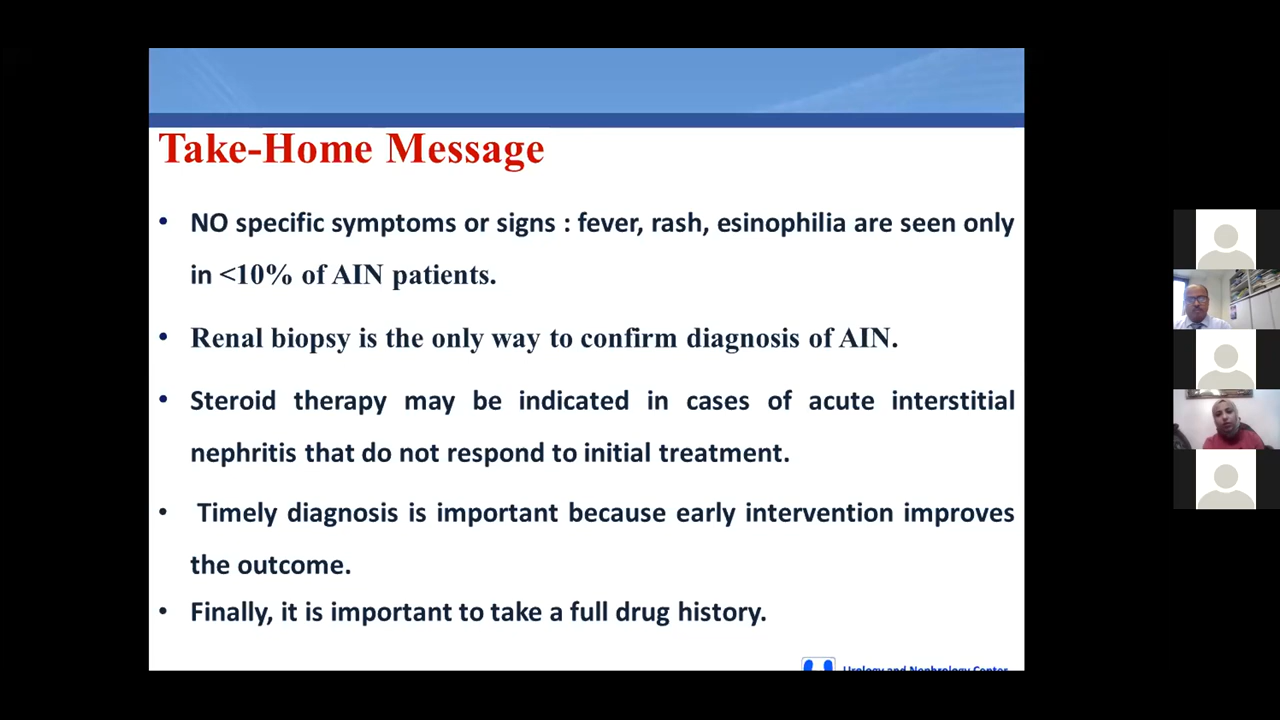 Take-Home Message
• NO specific symptoms or signs : fever, rash, esinophilia are seen only
in <10% of AIN patients.
• Renal biopsy is the only way to confirm diagnosis of AIN.
• Steroid therapy may be indicated in cases of acute interstitial
nephritis that do not respond to initial treatment.
• Timely diagnosis is important because early intervention improves
the outcome.
• Finally, it is important to take a full drug history.
Urology and Nephrology Center